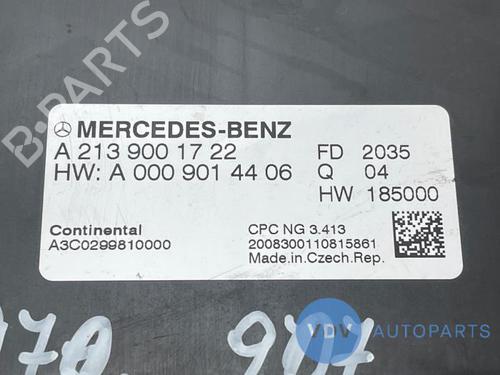 B-PARTS
MERCEDES-BENZ
A 213 900 17 22 FD 2035
HW: A 000 901 44 06 Q 04
HW 185000
Continental CPC NG 3.413
A3C0299810000 2008300110815861
Made.in.Czech.Rep.
907
VDV AUTOPARTS